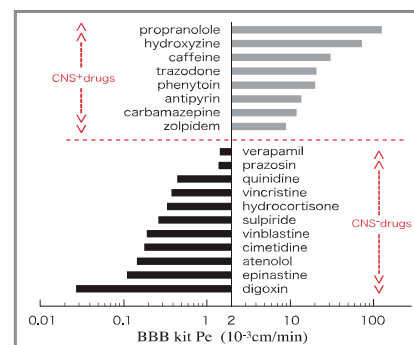 propranolole
hydroxyzine
caffeine
trazodone
phenytoin
antipyrin
carbamazepine
zolpidem
CNS⁺drugs
verapamil
prazosin
quinidine
vincristine
hydrocortisone
sulpiride
vinblastine
cimetidine
atenolol
epinastine
digoxin
CNS⁻drugs
0.01 0.1 1 2 10 100
BBB kit Pc (10⁻³cm/min)